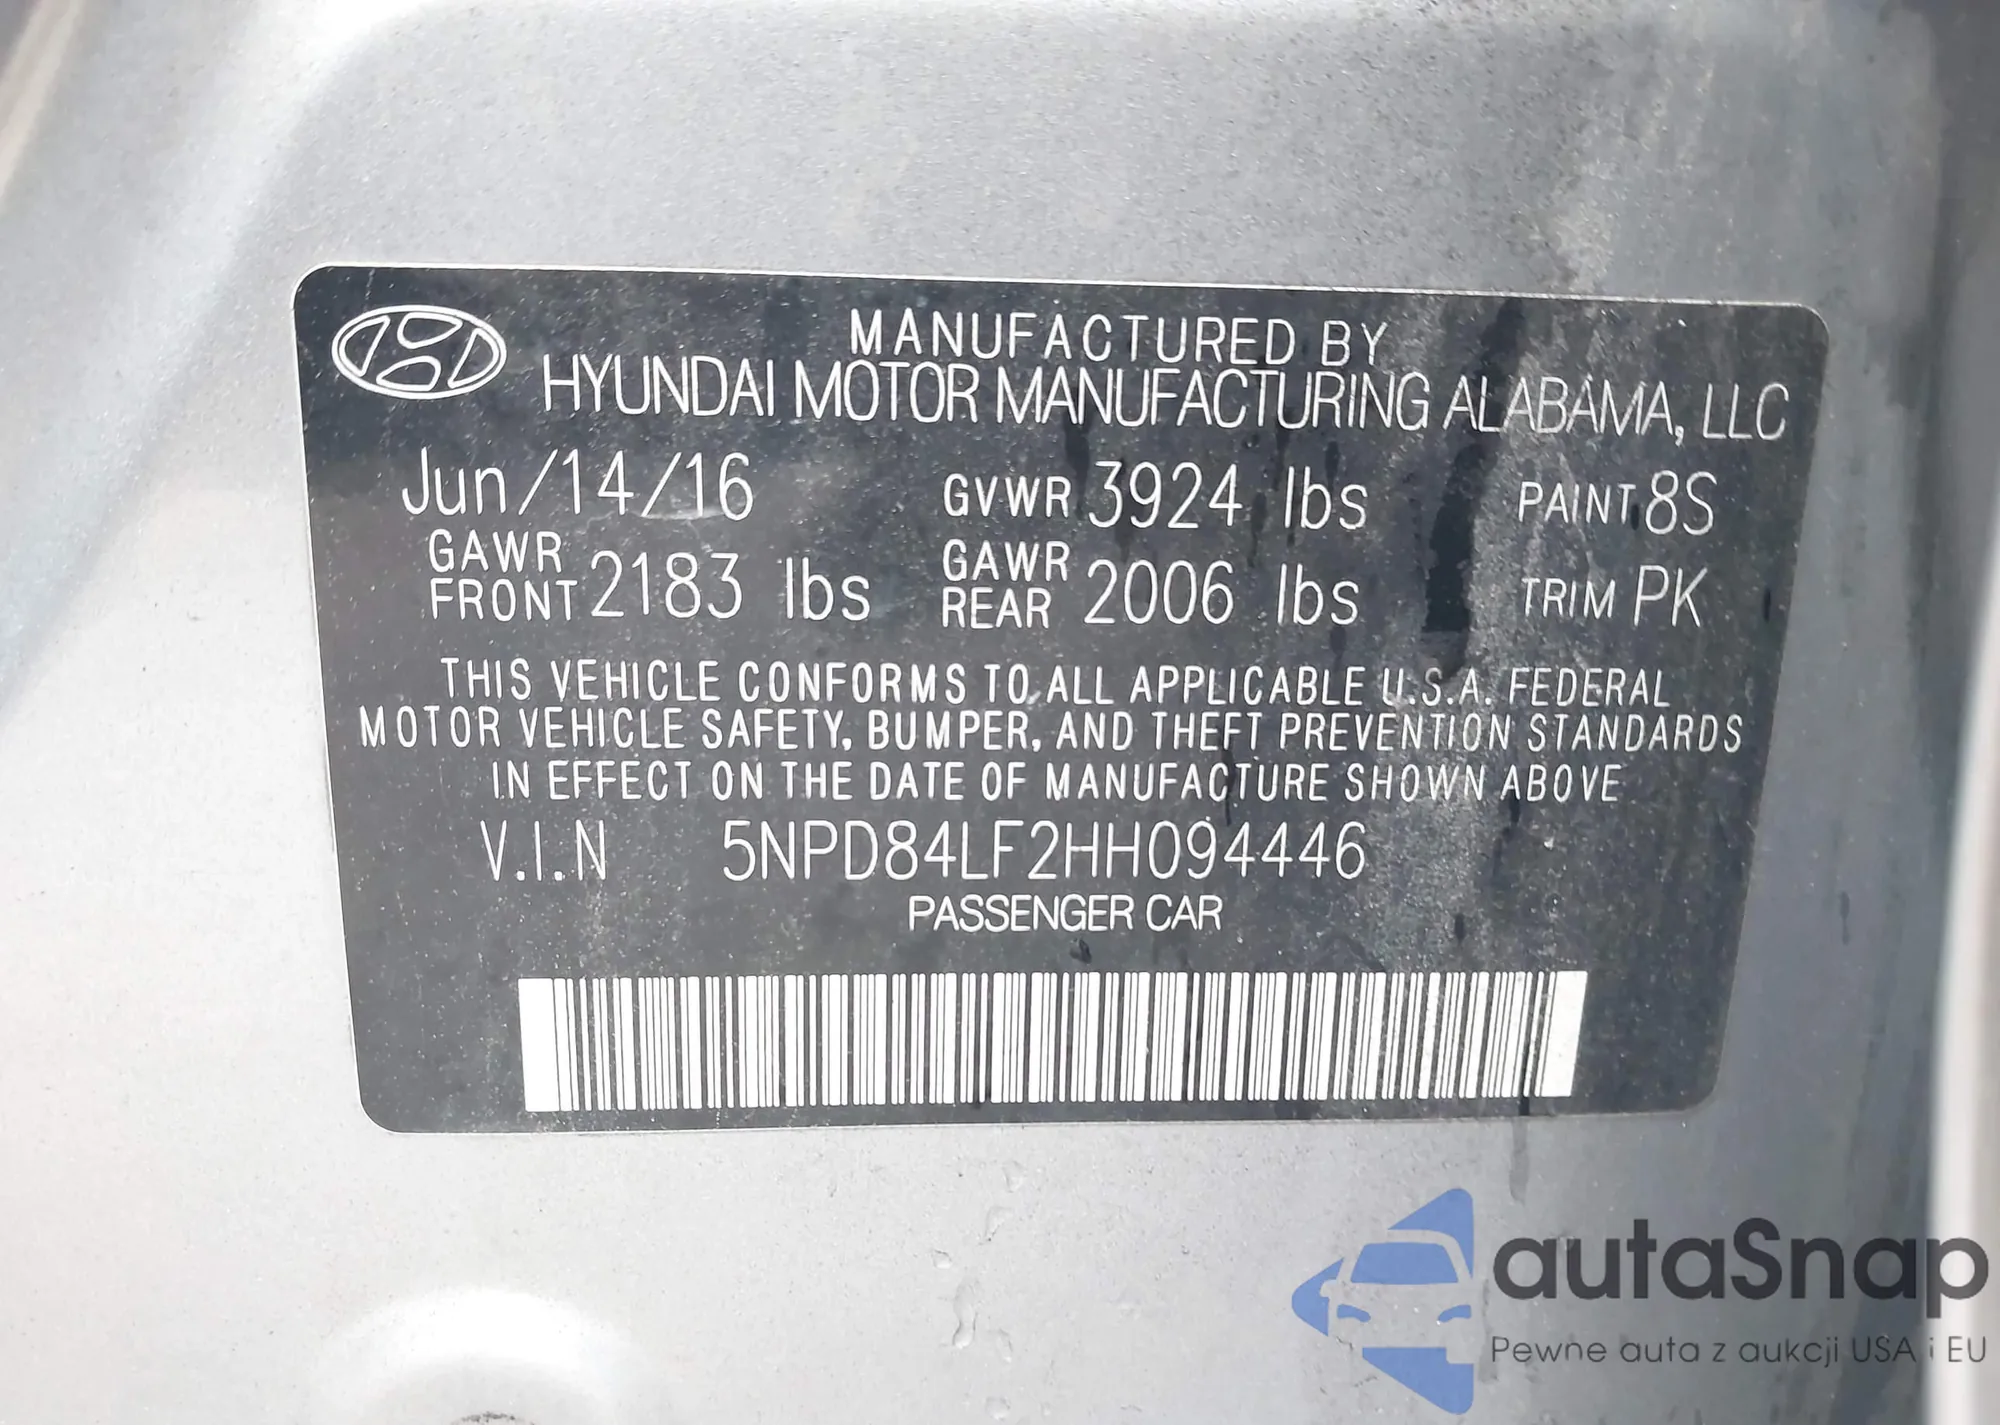 MANUFACTURED BY
HYUNDAI MOTOR MANUFACTURING ALABAMA, LLC
Jun/14/16 GVWR 3924 lbs PAINT 8S
GAWR FRONT 2183 lbs GAWR REAR 2006 lbs TRIM PK
THIS VEHICLE CONFORMS TO ALL APPLICABLE U.S.A. FEDERAL
MOTOR VEHICLE SAFETY, BUMPER, AND THEFT PREVENTION STANDARDS
IN EFFECT ON THE DATE OF MANUFACTURE SHOWN ABOVE
V.I.N 5NPD84LF2HH094446
PASSENGER CAR
autaSnap
Pewne auta z aukcji USA i EU